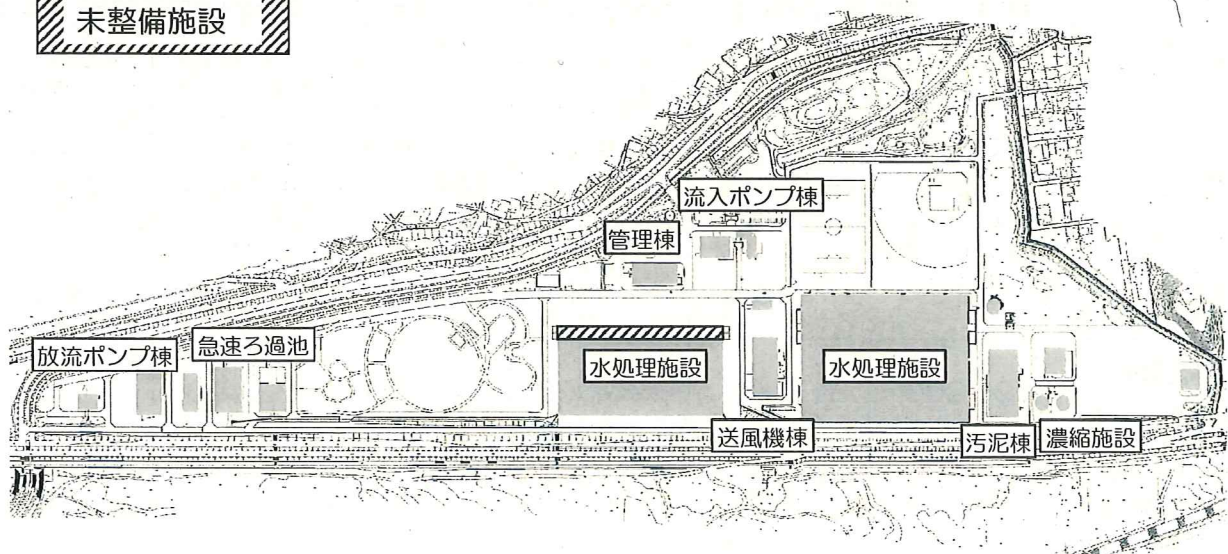 未整備施設
流入ポンプ棟
管理棟
放流ポンプ棟
急速ろ過池
水処理施設
水処理施設
送風機棟
汚泥棟
濃縮施設